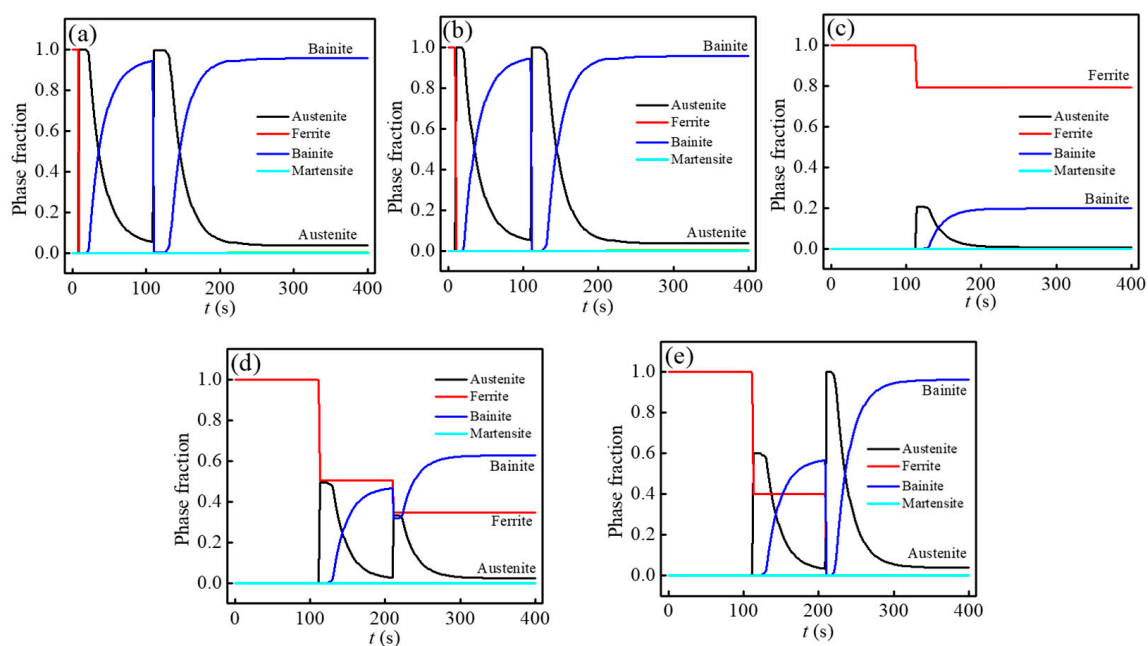 (a)
1.0
0.8
0.6
0.4
0.2
0.0
Phase fraction
Bainite
Austenite
Ferrite
Bainite
Martensite
Austenite
0 100 200 300 400
t (s)
(b)
1.0
0.8
0.6
0.4
0.2
0.0
Phase fraction
Bainite
Austenite
Ferrite
Bainite
Martensite
Austenite
0 100 200 300 400
t (s)
(c)
1.0
0.8
0.6
0.4
0.2
0.0
Phase fraction
Ferrite
Austenite
Ferrite
Bainite
Martensite
Bainite
0 100 200 300 400
t (s)
(d)
1.0
0.8
0.6
0.4
0.2
0.0
Phase fraction
Austenite
Ferrite
Bainite
Martensite
Bainite
Ferrite
Austenite
0 100 200 300 400
t (s)
(e)
1.0
0.8
0.6
0.4
0.2
0.0
Phase fraction
Bainite
Austenite
Ferrite
Bainite
Martensite
Austenite
0 100 200 300 400
t (s)